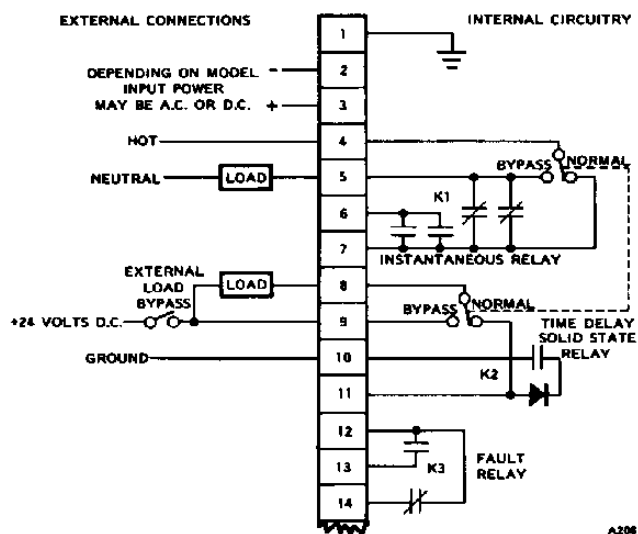 EXTERNAL CONNECTIONS
INTERNAL CIRCUITRY
1
DEPENDING ON MODEL -
INPUT POWER
MAY BE A.C. OR D.C. +
2
3
HOT
4
NEUTRAL
LOAD
5
BYPASS
NORMAL
K1
6
7
INSTANTANEOUS RELAY
EXTERNAL
LOAD
BYPASS
LOAD
8
NORMAL
+24 VOLTS D.C.
9
BYPASS
TIME DELAY
SOLID STATE
RELAY
GROUND
10
K2
11
12
13
K3
FAULT
RELAY
14
A206